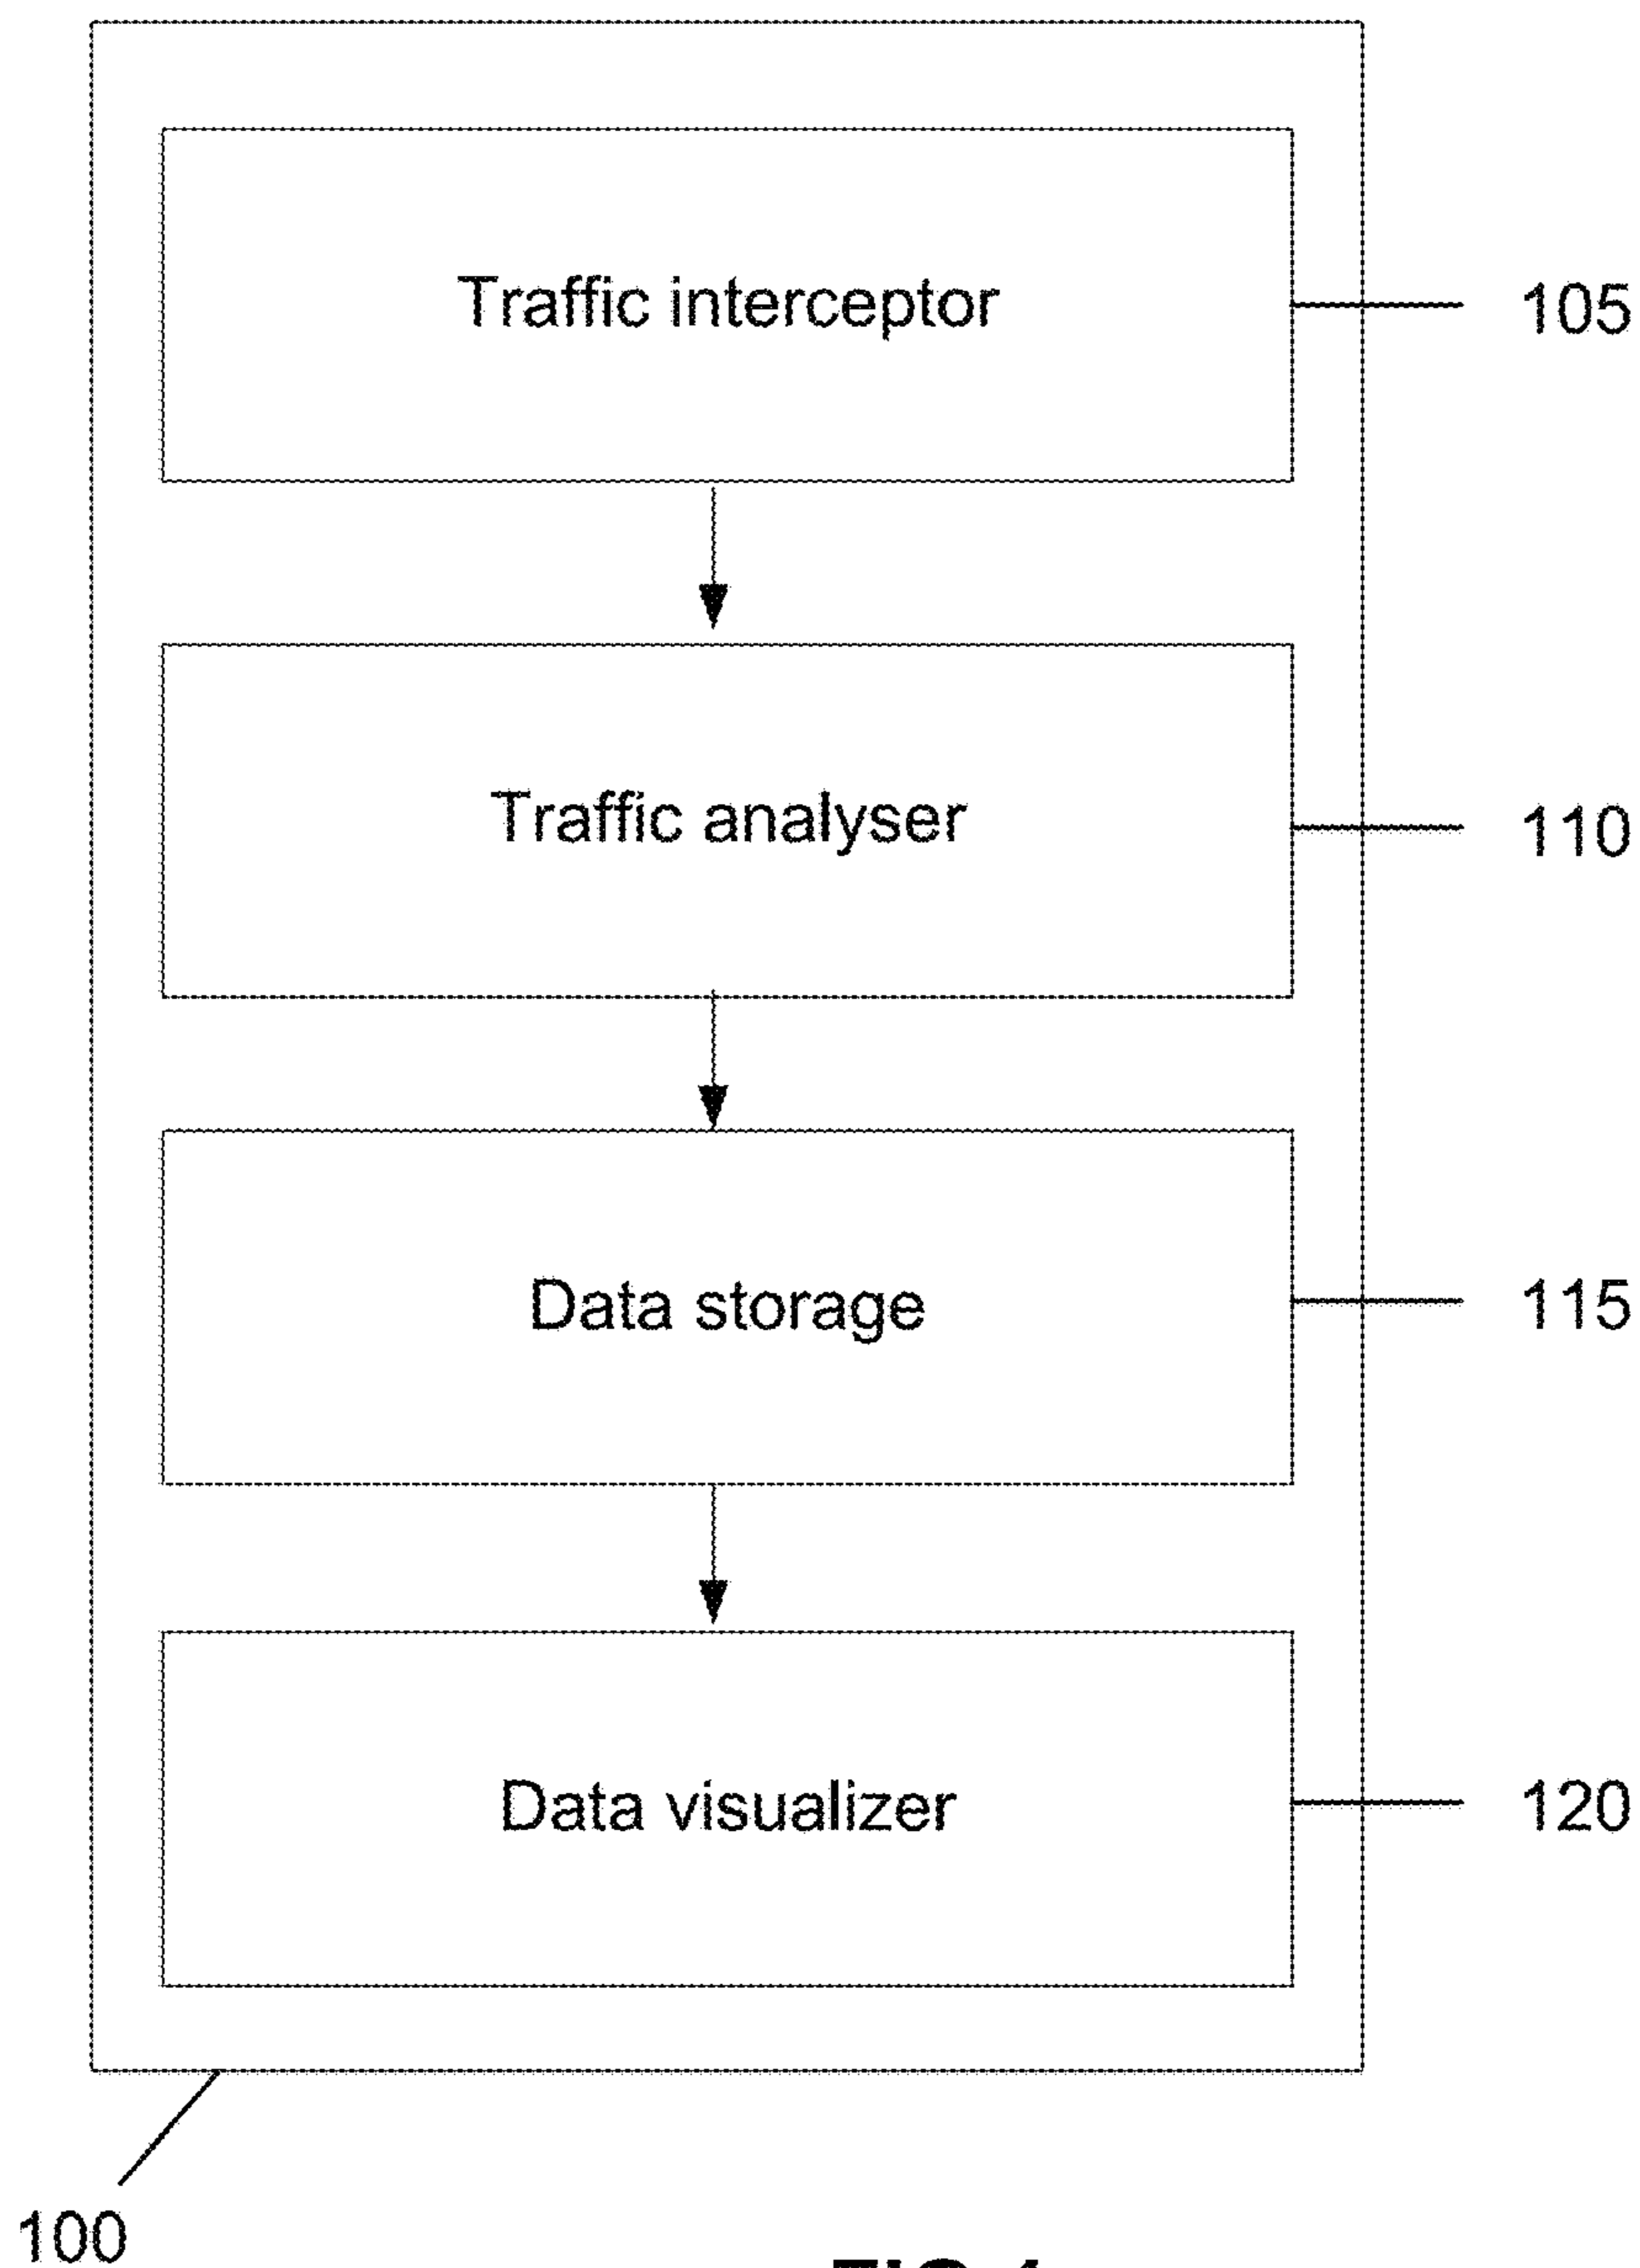 Traffic interceptor
105
Traffic analyser
110
Data storage
115
Data visualizer
120
100